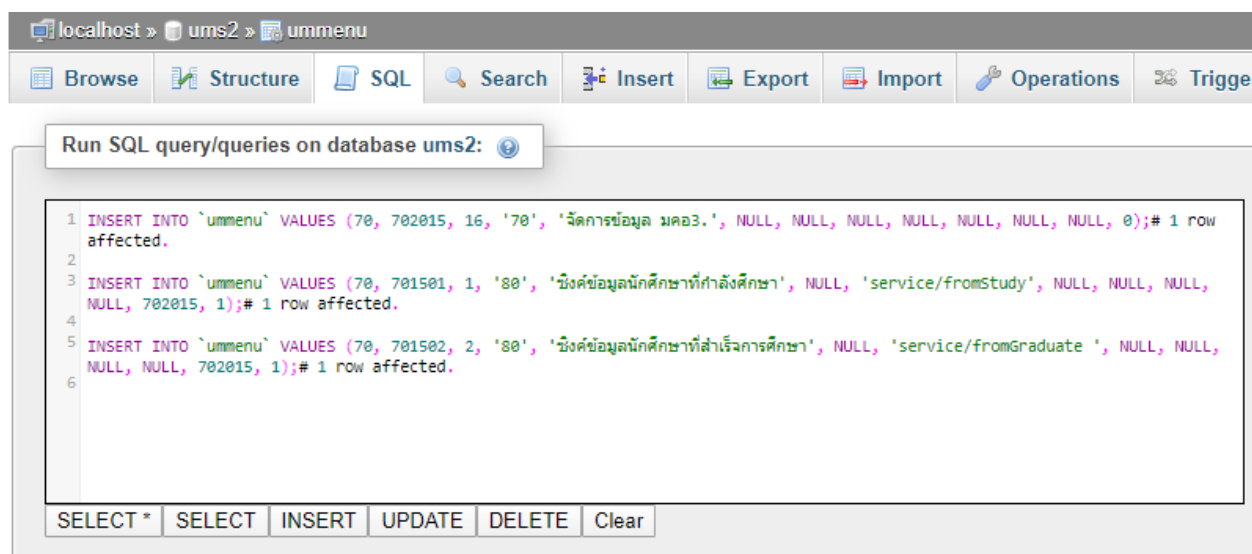 localhost » ums2 » ummenu
Browse Structure SQL Search Insert Export Import Operations Trigge
Run SQL query/queries on database ums2:
1 INSERT INTO `ummenu` VALUES (70, 702015, 16, '70', 'จัดการข้อมูล มคอ3.', NULL, NULL, NULL, NULL, NULL, NULL, NULL, 0);# 1 row
affected.
2
3 INSERT INTO `ummenu` VALUES (70, 701501, 1, '80', 'ซิงค์ข้อมูลนักศึกษาที่กำลังศึกษา', NULL, 'service/fromStudy', NULL, NULL, NULL,
NULL, 702015, 1);# 1 row affected.
4
5 INSERT INTO `ummenu` VALUES (70, 701502, 2, '80', 'ซิงค์ข้อมูลนักศึกษาที่สำเร็จการศึกษา', NULL, 'service/fromGraduate ', NULL, NULL,
NULL, NULL, 702015, 1);# 1 row affected.
6
SELECT * SELECT INSERT UPDATE DELETE Clear